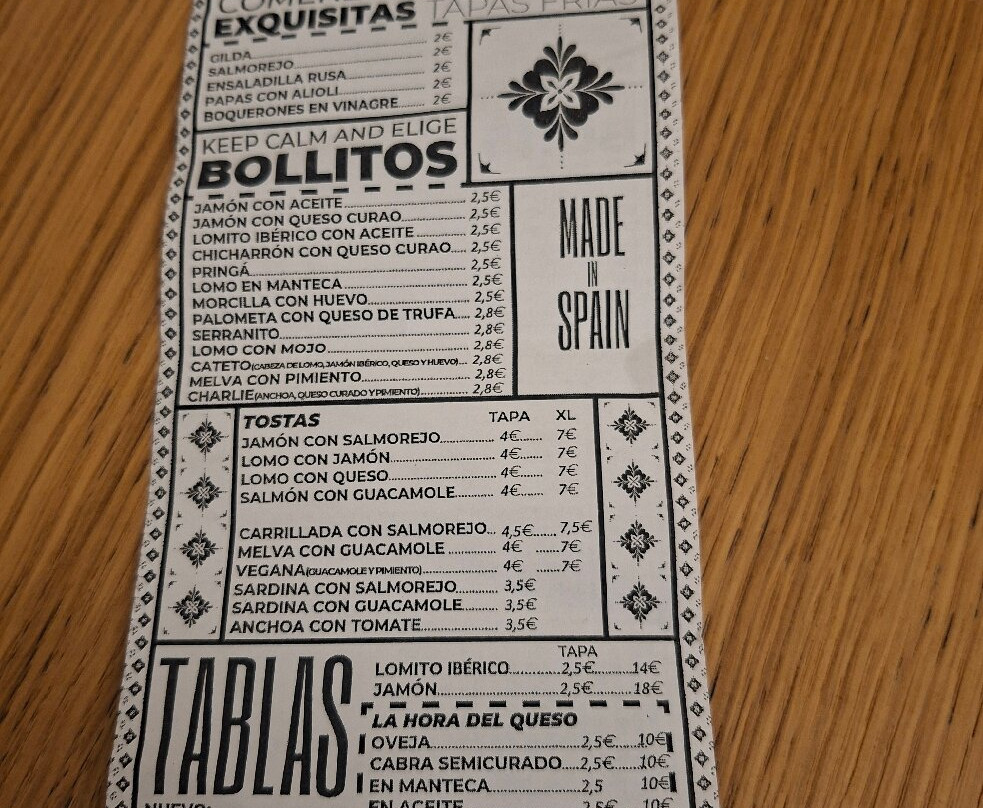 EXQUISITAS TAPAS FRÍAS
GILDA 2€
SALMOREJO 2€
ENSALADILLA RUSA 2€
PAPAS CON ALIOLI 2€
BOQUERONES EN VINAGRE 2€
KEEP CALM AND ELIGE
BOLLITOS
JAMÓN CON ACEITE 2,5€
JAMÓN CON QUESO CURAO 2,5€
LOMITO IBÉRICO CON ACEITE 2,5€
CHICHARRÓN CON QUESO CURAO 2,5€
PRINGÁ 2,5€
LOMO EN MANTECA 2,5€
MORCILLA CON HUEVO 2,5€
PALOMETA CON QUESO DE TRUFA 2,8€
SERRANITO 2,8€
LOMO CON MOJO 2,8€
CATETO (CABEZA DE LOMO, JAMÓN IBÉRICO, QUESO Y HUEVO) 2,8€
MELVA CON PIMIENTO 2,8€
CHARLIE (ANCHOA, QUESO CURADO Y PIMIENTO) 2,8€
MADE
IN
SPAIN
TOSTAS TAPA XL
JAMÓN CON SALMOREJO 4€ 7€
LOMO CON JAMÓN 4€ 7€
LOMO CON QUESO 4€ 7€
SALMÓN CON GUACAMOLE 4€ 7€
CARRILLADA CON SALMOREJO 4,5€ 7,5€
MELVA CON GUACAMOLE 4€ 7€
VEGANA (GUACAMOLE Y PIMIENTO) 4€ 7€
SARDINA CON SALMOREJO 3,5€
SARDINA CON GUACAMOLE 3,5€
ANCHOA CON TOMATE 3,5€
TABLAS
TAPA
LOMITO IBÉRICO 2,5€ 14€
JAMÓN 2,5€ 18€
LA HORA DEL QUESO
OVEJA 2,5€ 10€
CABRA SEMICURADO 2,5€ 10€
EN MANTECA 2,5 10€
EN ACEITE 2,5€ 10€